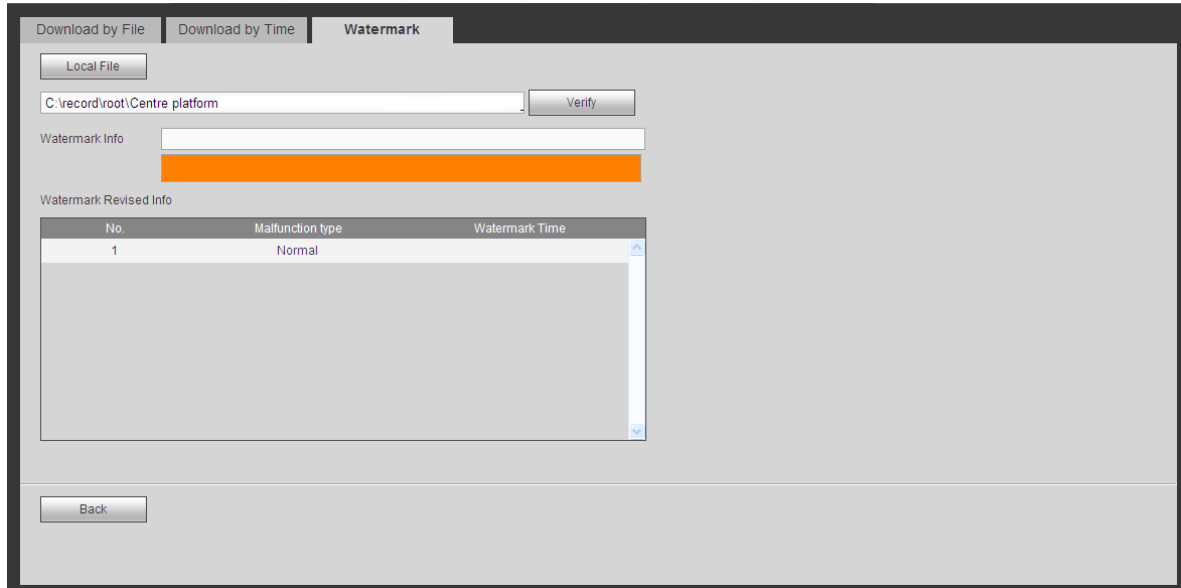 Download by File Download by Time Watermark
Local File
C:\record\root\Centre platform Verify
Watermark Info
Watermark Revised Info
No. Malfunction type Watermark Time
1 Normal
Back